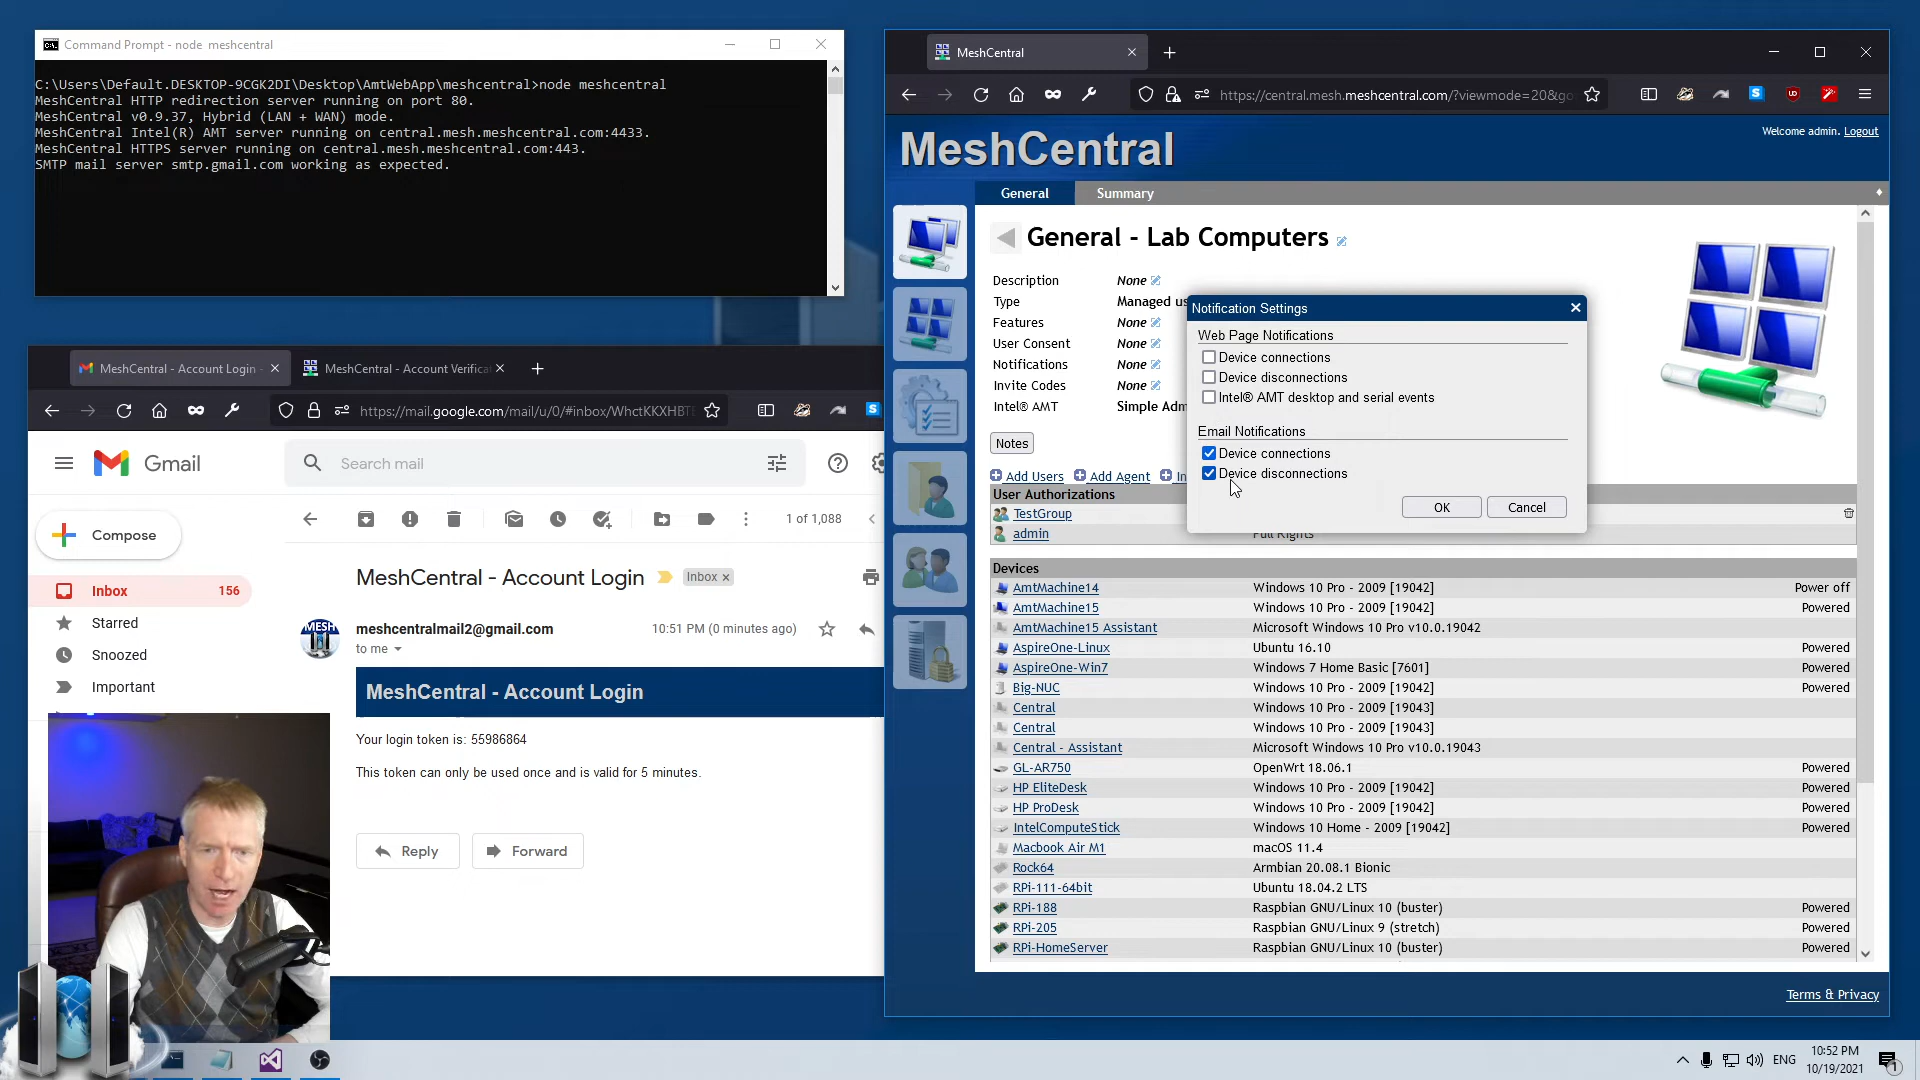 Command Prompt - node meshcentral
C:\Users\Default.DESKTOP-9CGK2DI\Desktop\AmtWebApp\meshcentral>node meshcentral
MeshCentral HTTP redirection server running on port 80.
MeshCentral v0.9.37, Hybrid (LAN + WAN) mode.
MeshCentral Intel(R) AMT server running on central.mesh.meshcentral.com:4433.
MeshCentral HTTPS server running on central.mesh.meshcentral.com:443.
SMTP mail server smtp.gmail.com working as expected.
MeshCentral - Account Login -
MeshCentral - Account Verifica
https://mail.google.com/mail/u/0/#inbox/WhctKKXHBTE
Gmail
Search mail
Compose
1 of 1,088
Inbox 156
Starred
Snoozed
Important
MeshCentral - Account Login
Inbox ×
MESH
meshcentralmail2@gmail.com
10:51 PM (0 minutes ago)
to me
MeshCentral - Account Login
Your login token is: 55986864
This token can only be used once and is valid for 5 minutes.
Reply
Forward
MeshCentral
https://central.mesh.meshcentral.com/?viewmode=20&go
MeshCentral
Welcome admin. Logout
General
Summary
General - Lab Computers
Description None
Type Managed us
Features None
User Consent None
Notifications None
Invite Codes None
Intel® AMT Simple Adm
Notes
Add Users Add Agent In
User Authorizations
TestGroup
admin Full Rights
Notification Settings
Web Page Notifications
Device connections
Device disconnections
Intel® AMT desktop and serial events
Email Notifications
Device connections
Device disconnections
OK
Cancel
Devices
AmtMachine14 Windows 10 Pro - 2009 [19042] Power off
AmtMachine15 Windows 10 Pro - 2009 [19042] Powered
AmtMachine15 Assistant Microsoft Windows 10 Pro v10.0.19042
AspireOne-Linux Ubuntu 16.10 Powered
AspireOne-Win7 Windows 7 Home Basic [7601] Powered
Big-NUC Windows 10 Pro - 2009 [19042] Powered
Central Windows 10 Pro - 2009 [19043]
Central Windows 10 Pro - 2009 [19043]
Central - Assistant Microsoft Windows 10 Pro v10.0.19043
GL-AR750 OpenWrt 18.06.1 Powered
HP EliteDesk Windows 10 Pro - 2009 [19042] Powered
HP ProDesk Windows 10 Pro - 2009 [19042] Powered
IntelComputeStick Windows 10 Home - 2009 [19042] Powered
Macbook Air M1 macOS 11.4
Rock64 Armbian 20.08.1 Bionic
RPi-111-64bit Ubuntu 18.04.2 LTS
RPi-188 Raspbian GNU/Linux 10 (buster) Powered
RPi-205 Raspbian GNU/Linux 9 (stretch) Powered
RPi-HomeServer Raspbian GNU/Linux 10 (buster) Powered
Terms & Privacy
ENG
10:52 PM
10/19/2021
1